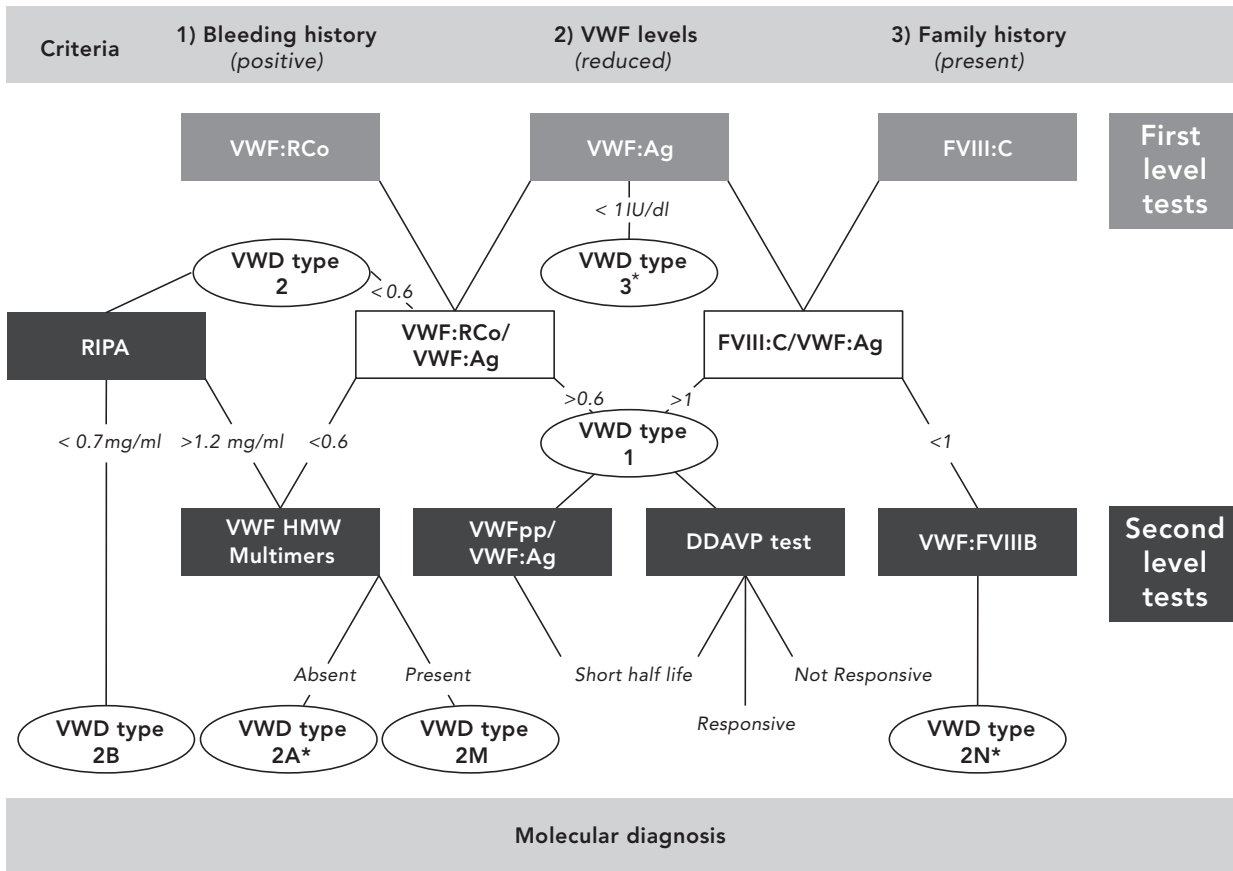 Criteria
1) Bleeding history
(positive)
2) VWF levels
(reduced)
3) Family history
(present)
VWF:RCo
VWF:Ag
FVIII:C
First
level
tests
< 1 IU/dl
VWD type
2
VWD type
3*
<0.6
RIPA
VWF:RCo/
VWF:Ag
FVIII:C/VWF:Ag
>0.6
>1
< 0.7mg/ml
>1.2 mg/ml
<0.6
VWD type
1
<1
VWF HMW
Multimers
VWFpp/
VWF:Ag
DDAVP test
VWF:FVIIIB
Second
level
tests
Absent
Present
Short half life
Not Responsive
Responsive
VWD type
2B
VWD type
2A*
VWD type
2M
VWD type
2N*
Molecular diagnosis